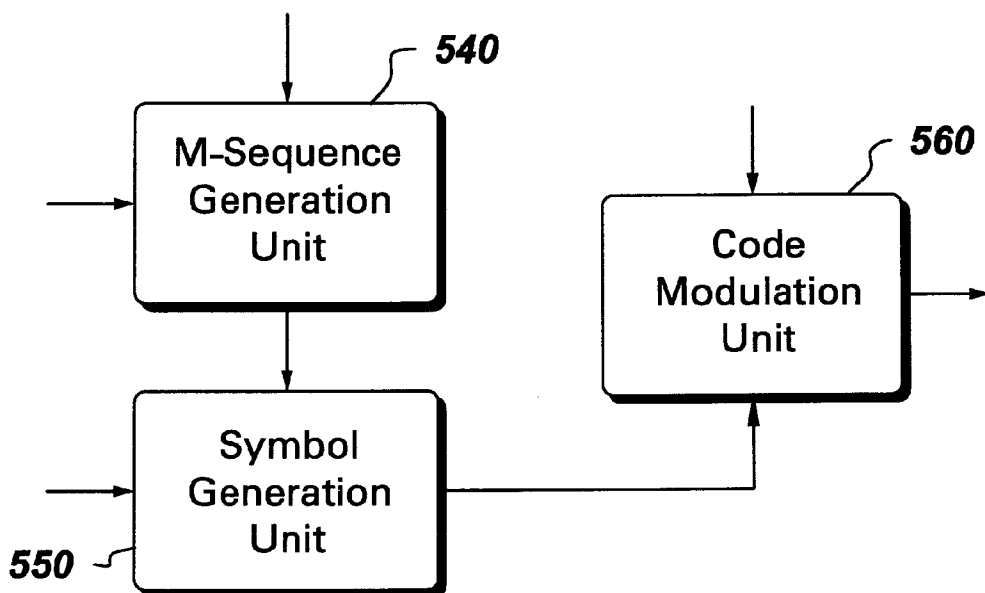 540
M-Sequence
Generation
Unit
560
Code
Modulation
Unit
Symbol
Generation
Unit
550